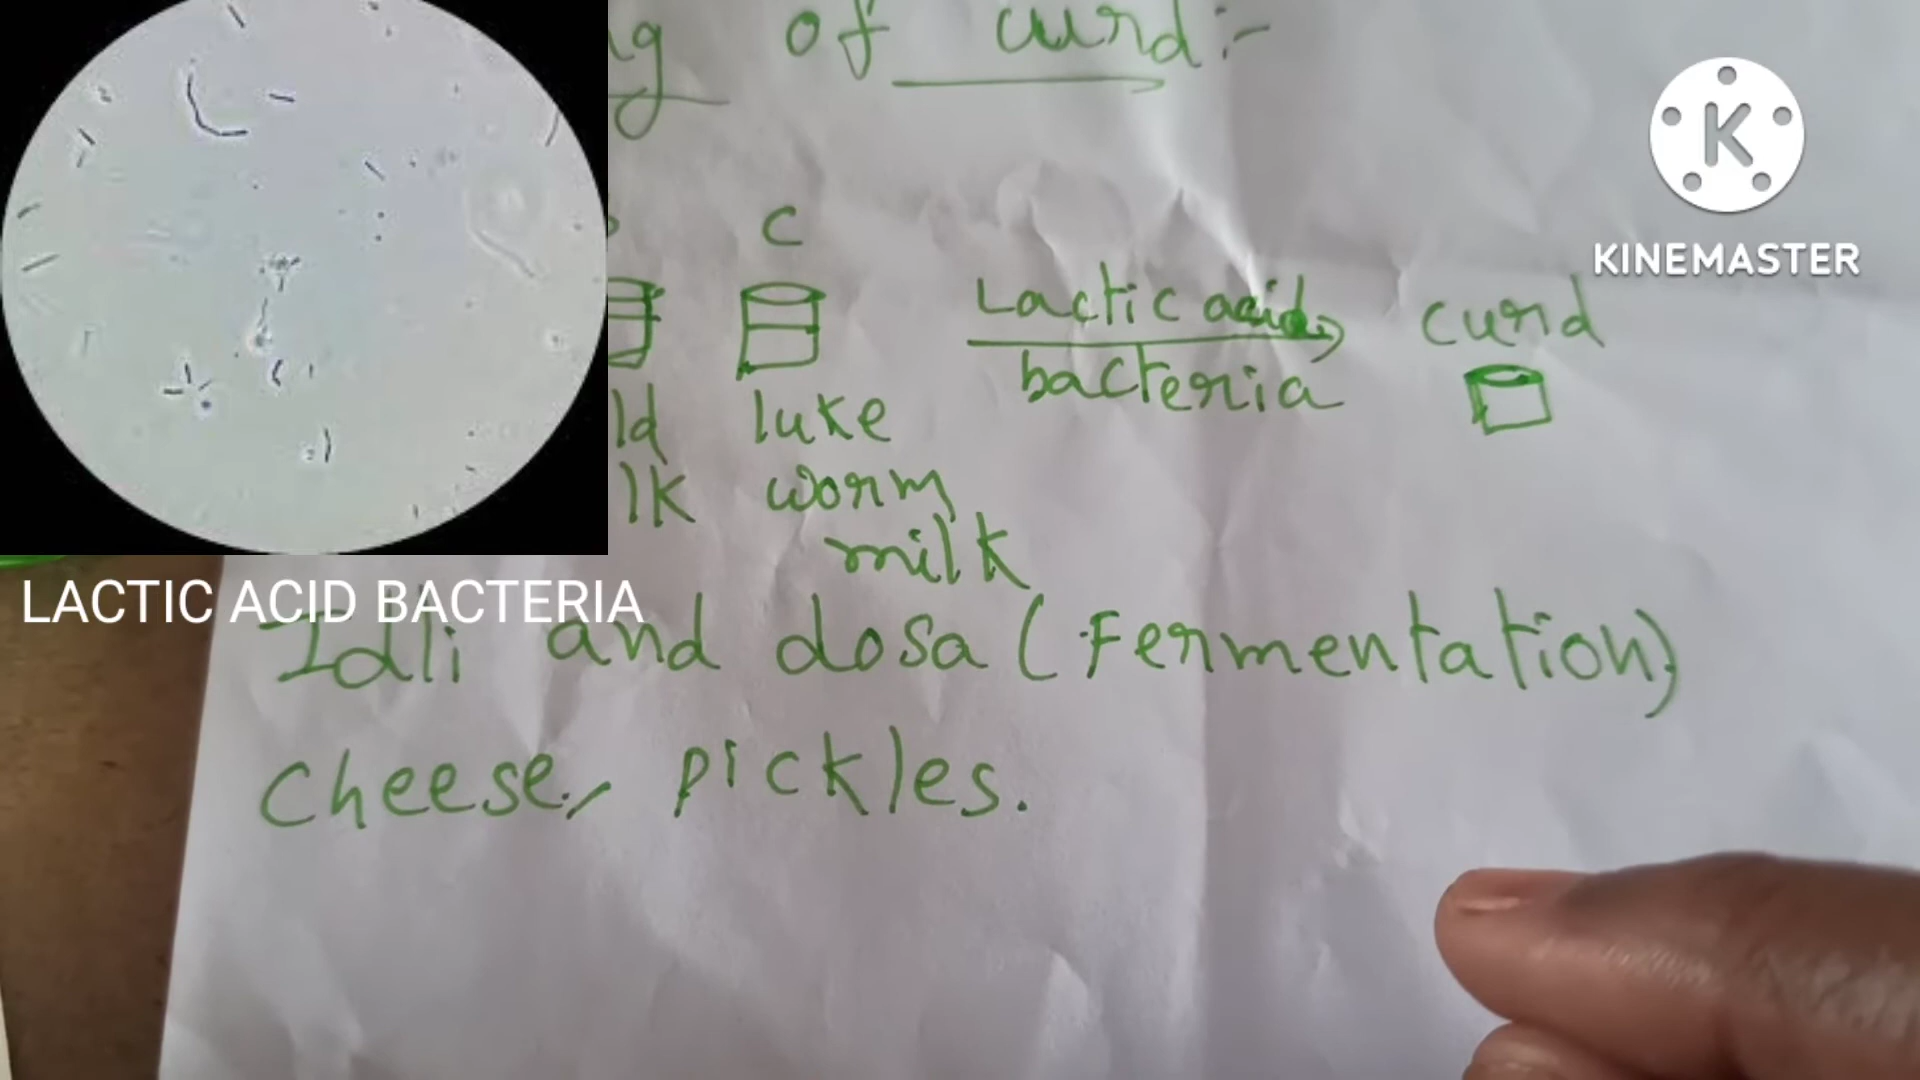 of curd:-
C
Lactic acid
bacteria
curd
luke
worm
milk
LACTIC ACID BACTERIA
Idli and dosa (Fermentation)
cheese, pickles.
K
KINEMASTER